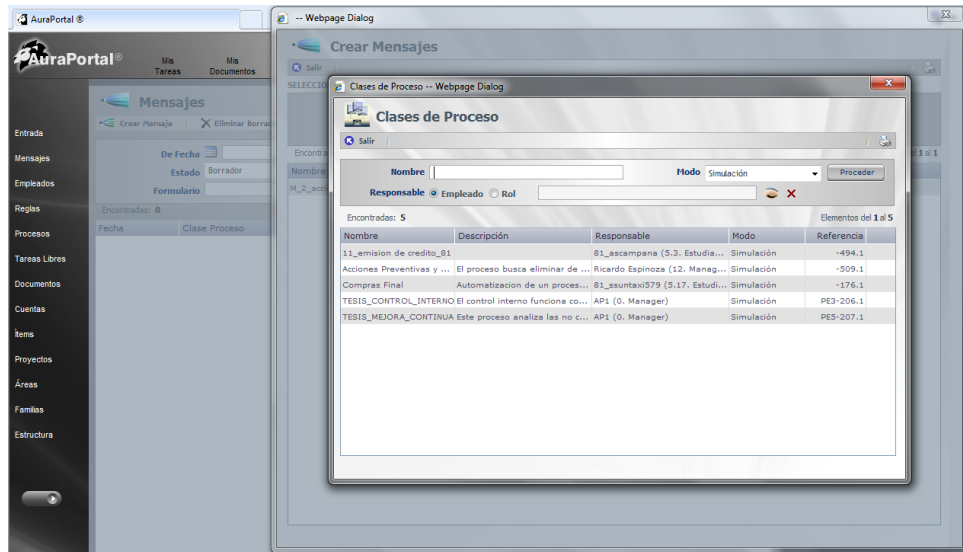 AuraPortal ®
-- Webpage Dialog
AuraPortal®
Mis Tareas
Mis Documentos
Crear Mensajes
Salir
Mensajes
Crear Mensaje
De Fecha
Estado Borrador
Formulario
Encontradas: 0
Fecha Clase Proceso
Entrada
Mensajes
Empleados
Reglas
Procesos
Tareas Libres
Documentos
Cuentas
Ítems
Proyectos
Áreas
Familias
Estructura
Nombre
Clases de Proceso -- Webpage Dialog
Clases de Proceso
Salir
Nombre Modo Simulación Proceder
Responsable Empleado Rol
Encontradas: 5 Elementos del 1 al 5
Nombre Descripción Responsable Modo Referencia
11_emision de credito_81 81_ascampana (5.3. Estudia... Simulación -494.1
Acciones Preventivas y ... El proceso busca eliminar de ... Ricardo Espinoza (12. Manag... Simulación -509.1
Compras Final Automatizacion de un proces... 81_ssuntaxi579 (5.17. Estudi... Simulación -176.1
TESIS_CONTROL_INTERNO El control interno funciona co... AP1 (0. Manager) Simulación PE3-206.1
TESIS_MEJORA_CONTINUA Este proceso analiza las no c... AP1 (0. Manager) Simulación PE5-207.1